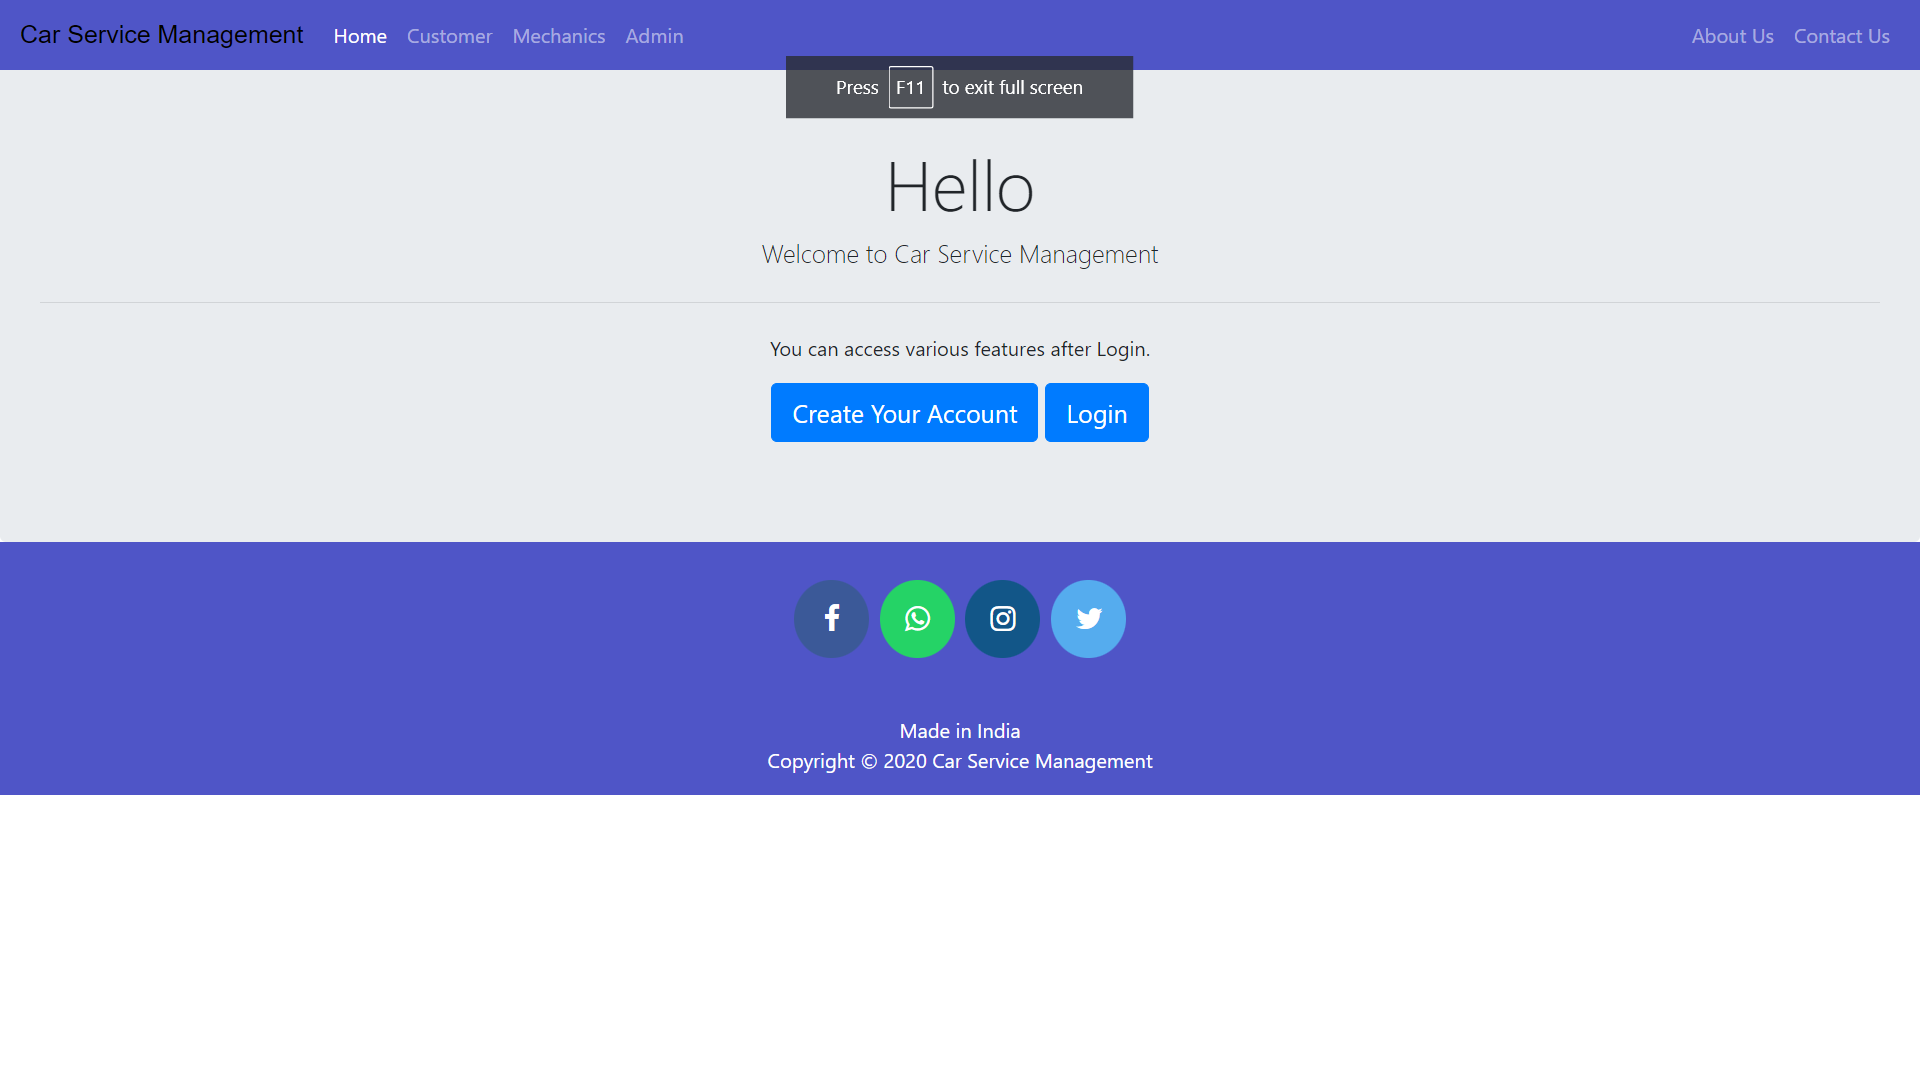 Car Service Management Home Customer Mechanics Admin About Us Contact Us
Press F11 to exit full screen
Hello
Welcome to Car Service Management
You can access various features after Login.
Create Your Account Login
Made in India
Copyright © 2020 Car Service Management